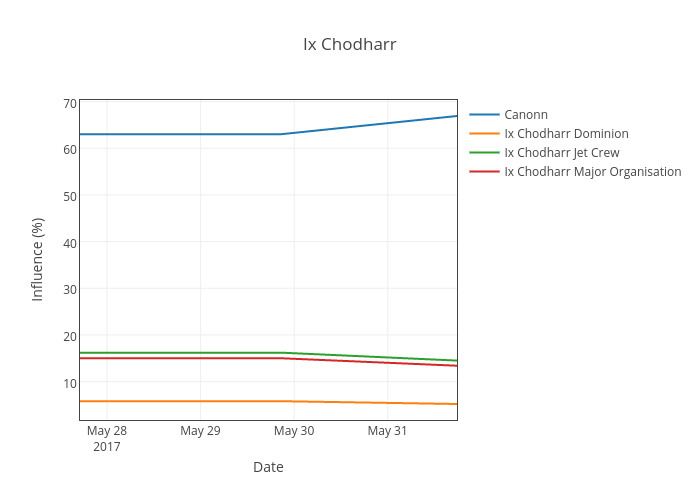 Ix Chodharr
Canonn
Ix Chodharr Dominion
Ix Chodharr Jet Crew
Ix Chodharr Major Organisation
Influence (%)
70
60
50
40
30
20
10
May 28
2017
May 29
May 30
May 31
Date